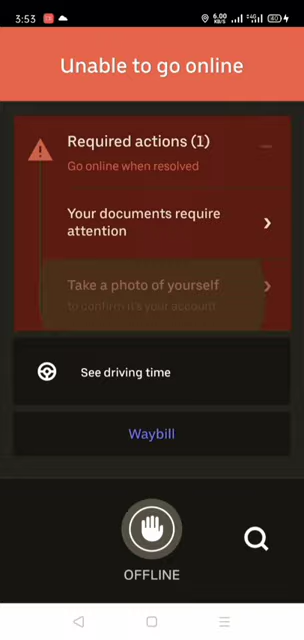 3:53
6.00
KB/S
4G
40
Unable to go online
Required actions (1)
Go online when resolved
Your documents require
attention
Take a photo of yourself
to confirm it's your account
See driving time
Waybill
OFFLINE